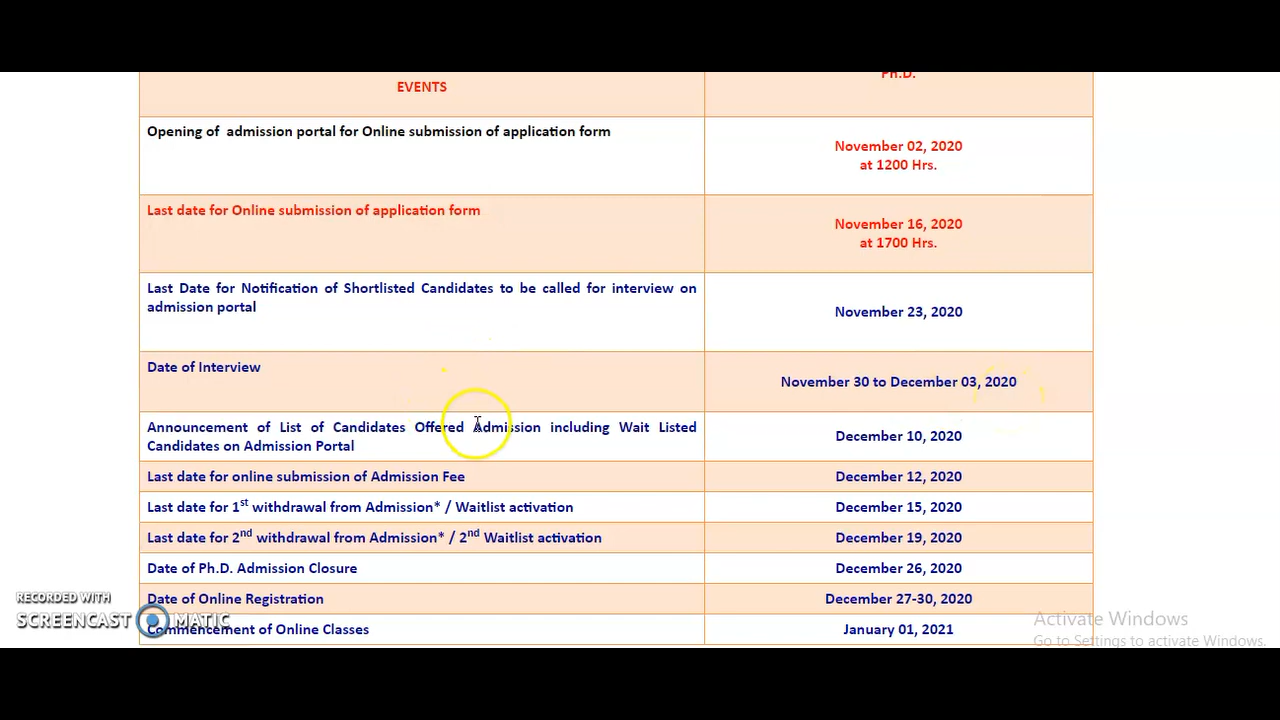 Ph.D.
EVENTS
Opening of admission portal for Online submission of application form
November 02, 2020
at 1200 Hrs.
Last date for Online submission of application form
November 16, 2020
at 1700 Hrs.
Last Date for Notification of Shortlisted Candidates to be called for interview on
admission portal
November 23, 2020
Date of Interview
November 30 to December 03, 2020
Announcement of List of Candidates Offered Admission including Wait Listed
Candidates on Admission Portal
December 10, 2020
Last date for online submission of Admission Fee
December 12, 2020
Last date for 1st withdrawal from Admission* / Waitlist activation
December 15, 2020
Last date for 2nd withdrawal from Admission* / 2nd Waitlist activation
December 19, 2020
Date of Ph.D. Admission Closure
December 26, 2020
Date of Online Registration
December 27-30, 2020
Commencement of Online Classes
January 01, 2021
RECORDED WITH
SCREENCAST MATIC
Activate Windows
Go to Settings to activate Windows.